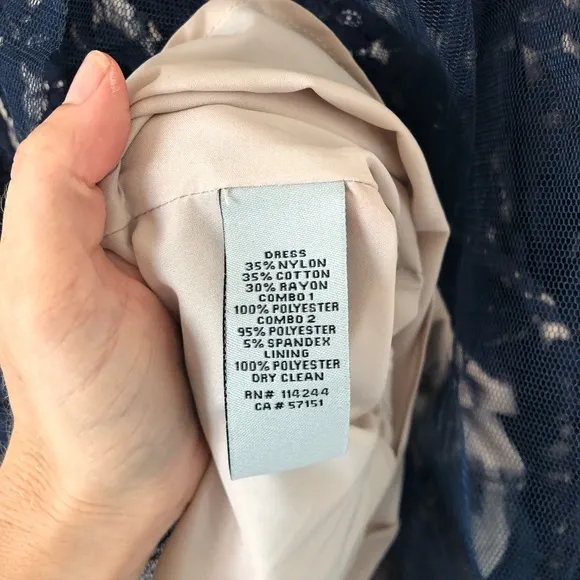 DRESS
35% NYLON
35% COTTON
30% RAYON
COMBO 1
100% POLYESTER
COMBO 2
95% POLYESTER
5% SPANDEX
LINING
100% POLYESTER
DRY CLEAN
RN# 114244
CA# 57151